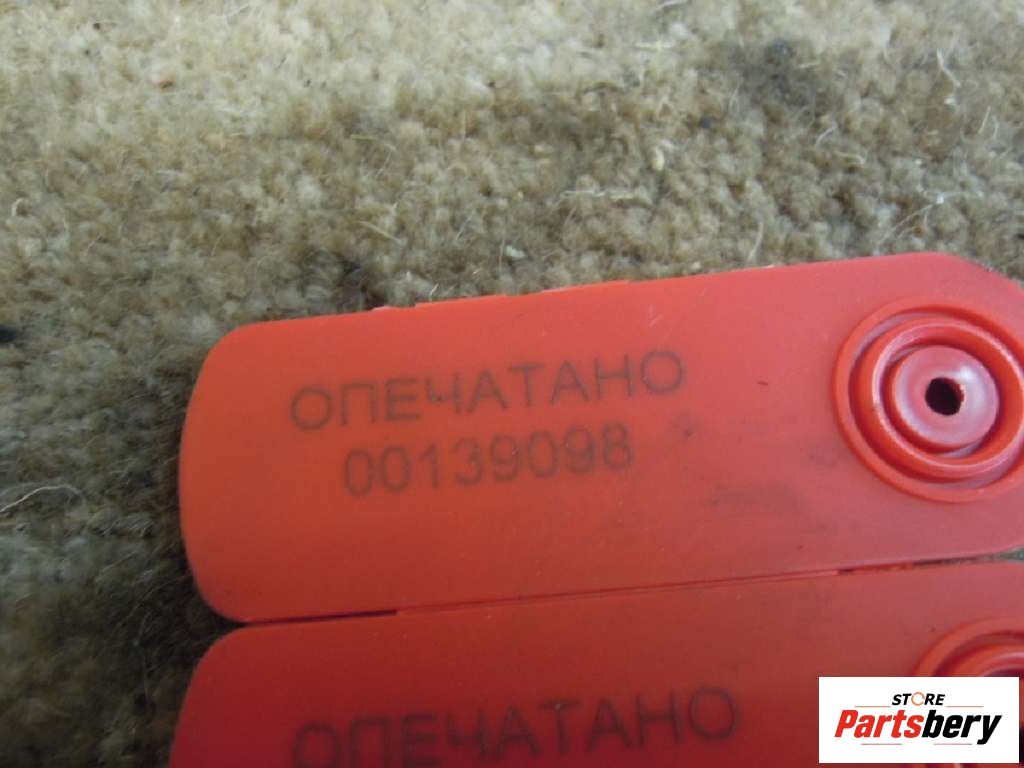 ОПЕЧАТАНО
00139098
ОПЕЧАТАНО
STORE
Partsbery